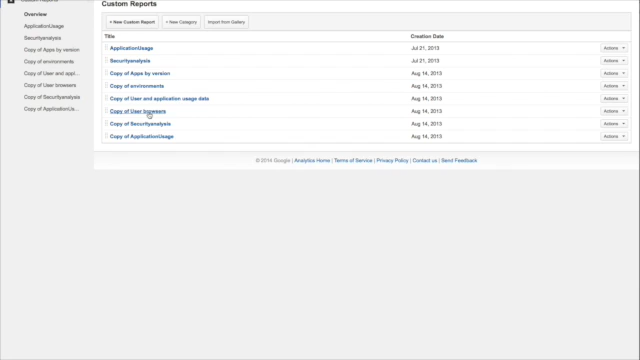 Custom Reports
Custom Reports
Overview
ApplicationUsage
Securityanalysis
Copy of Apps by version
Copy of environments
Copy of User and appl...
Copy of User browsers
Copy of Securityanalysis
Copy of ApplicationUs...
+ New Custom Report + New Category Import from Gallery
Title Creation Date
ApplicationUsage Jul 21, 2013 Actions
Securityanalysis Jul 21, 2013 Actions
Copy of Apps by version Aug 14, 2013 Actions
Copy of environments Aug 14, 2013 Actions
Copy of User and application usage data Aug 14, 2013 Actions
Copy of User browsers Aug 14, 2013 Actions
Copy of Securityanalysis Aug 14, 2013 Actions
Copy of ApplicationUsage Aug 14, 2013 Actions
© 2014 Google | Analytics Home | Terms of Service | Privacy Policy | Contact us | Send Feedback